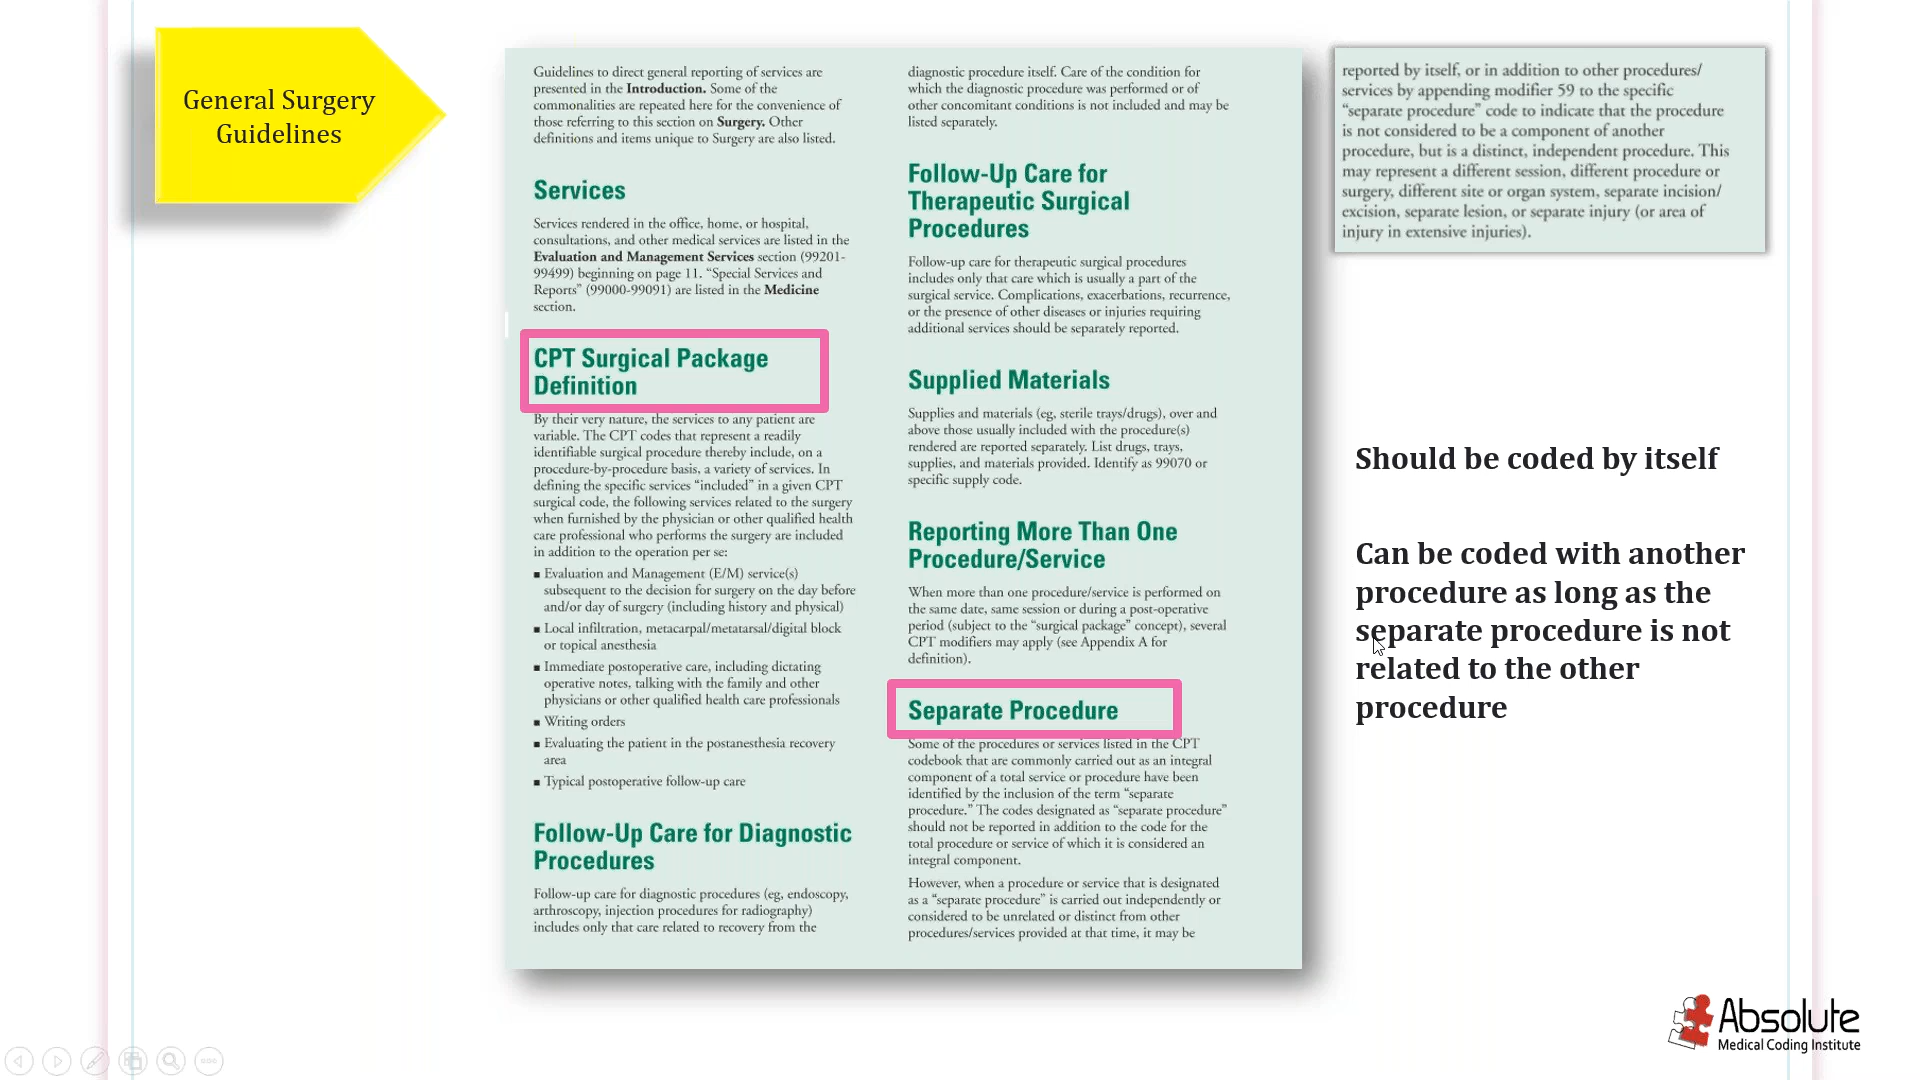 General Surgery
Guidelines
Guidelines to direct general reporting of services are
presented in the Introduction. Some of the
commonalities are repeated here for the convenience of
those referring to this section on Surgery. Other
definitions and items unique to Surgery are also listed.
Services
Services rendered in the office, home, or hospital,
consultations, and other medical services are listed in the
Evaluation and Management Services section (99201-
99499) beginning on page 11. “Special Services and
Reports” (99000-99091) are listed in the Medicine
section.
CPT Surgical Package
Definition
By their very nature, the services to any patient are
variable. The CPT codes that represent a readily
identifiable surgical procedure thereby include, on a
procedure-by-procedure basis, a variety of services. In
defining the specific services “included” in a given CPT
surgical code, the following services related to the surgery
when furnished by the physician or other qualified health
care professional who performs the surgery are included
in addition to the operation per se:
■ Evaluation and Management (E/M) service(s)
subsequent to the decision for surgery on the day before
and/or day of surgery (including history and physical)
■ Local infiltration, metacarpal/metatarsal/digital block
or topical anesthesia
■ Immediate postoperative care, including dictating
operative notes, talking with the family and other
physicians or other qualified health care professionals
■ Writing orders
■ Evaluating the patient in the postanesthesia recovery
area
■ Typical postoperative follow-up care
Follow-Up Care for Diagnostic
Procedures
Follow-up care for diagnostic procedures (eg, endoscopy,
arthroscopy, injection procedures for radiography)
includes only that care related to recovery from the
diagnostic procedure itself. Care of the condition for
which the diagnostic procedure was performed or of
other concomitant conditions is not included and may be
listed separately.
Follow-Up Care for
Therapeutic Surgical
Procedures
Follow-up care for therapeutic surgical procedures
includes only that care which is usually a part of the
surgical service. Complications, exacerbations, recurrence,
or the presence of other diseases or injuries requiring
additional services should be separately reported.
Supplied Materials
Supplies and materials (eg, sterile trays/drugs), over and
above those usually included with the procedure(s)
rendered are reported separately. List drugs, trays,
supplies, and materials provided. Identify as 99070 or
specific supply code.
Reporting More Than One
Procedure/Service
When more than one procedure/service is performed on
the same date, same session or during a post-operative
period (subject to the “surgical package” concept), several
CPT modifiers may apply (see Appendix A for
definition).
Separate Procedure
Some of the procedures or services listed in the CPT
codebook that are commonly carried out as an integral
component of a total service or procedure have been
identified by the inclusion of the term “separate
procedure.” The codes designated as “separate procedure”
should not be reported in addition to the code for the
total procedure or service of which it is considered an
integral component.
However, when a procedure or service that is designated
as a “separate procedure” is carried out independently or
considered to be unrelated or distinct from other
procedures/services provided at that time, it may be
reported by itself, or in addition to other procedures/
services by appending modifier 59 to the specific
“separate procedure” code to indicate that the procedure
is not considered to be a component of another
procedure, but is a distinct, independent procedure. This
may represent a different session, different procedure or
surgery, different site or organ system, separate incision/
excision, separate lesion, or separate injury (or area of
injury in extensive injuries).
Should be coded by itself
Can be coded with another
procedure as long as the
separate procedure is not
related to the other
procedure
Absolute
Medical Coding Institute